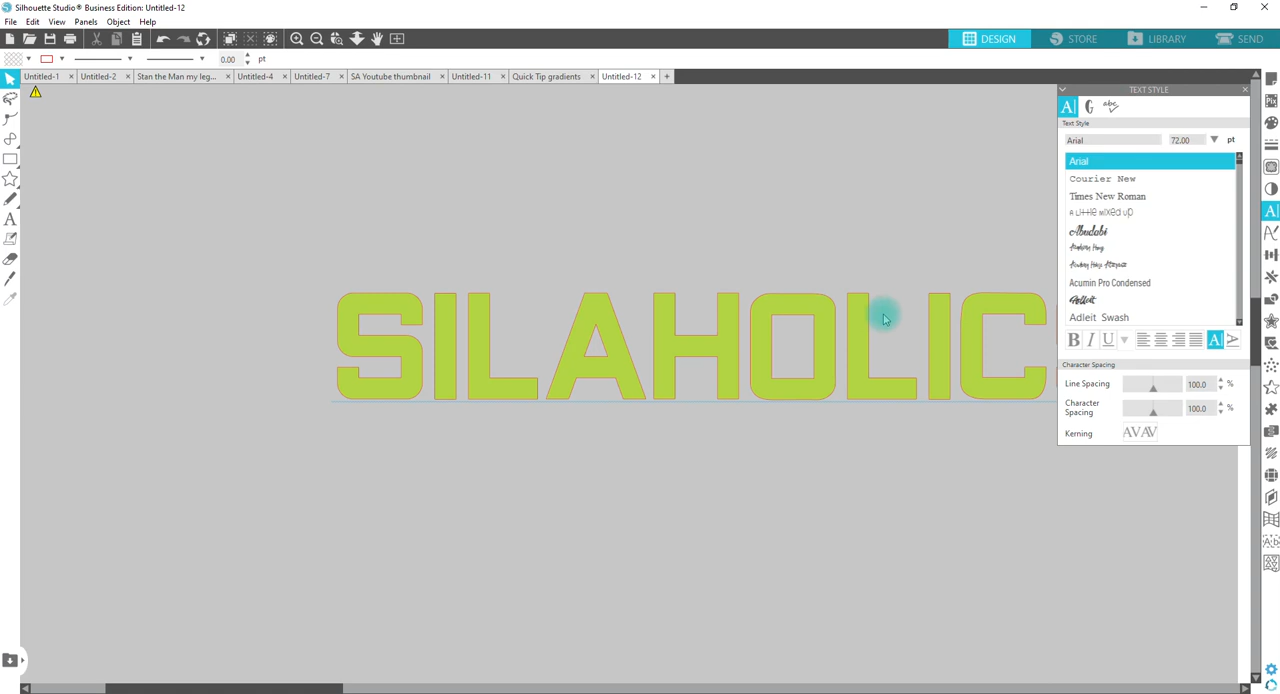 Silhouette Studio® Business Edition: Untitled-12
File Edit View Panels Object Help
DESIGN STORE LIBRARY SEND
0.00 pt
Untitled-1 Untitled-2 Stan the Man my leg... Untitled-4 Untitled-7 SA Youtube thumbnail Untitled-11 Quick Tip gradients Untitled-12
TEXT STYLE
Text Style
Arial 72.00 pt
Arial
Courier New
Times New Roman
A Little Mixed up
Abudabi
Acumin Pro Condensed
Adleit Swash
B I U
Character Spacing
Line Spacing 100.0 %
Character Spacing 100.0 %
Kerning AVAV
SILAHOLIC